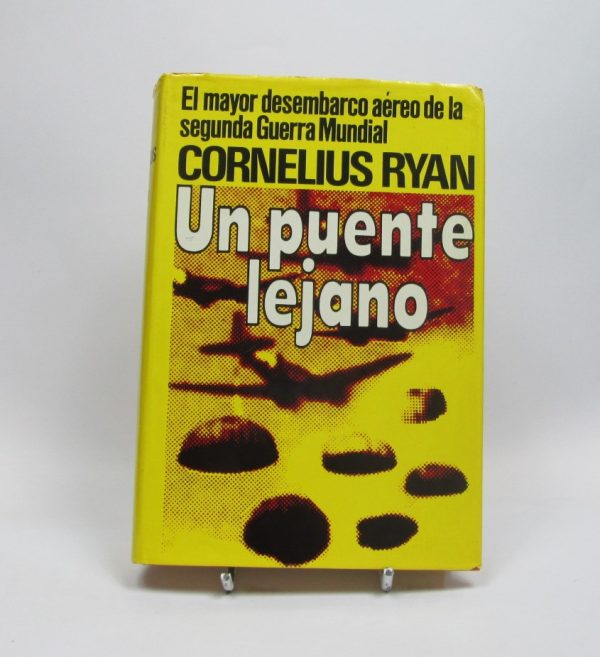 El mayor desembarco aéreo de la
segunda Guerra Mundial
CORNELIUS RYAN
Un puente
lejano